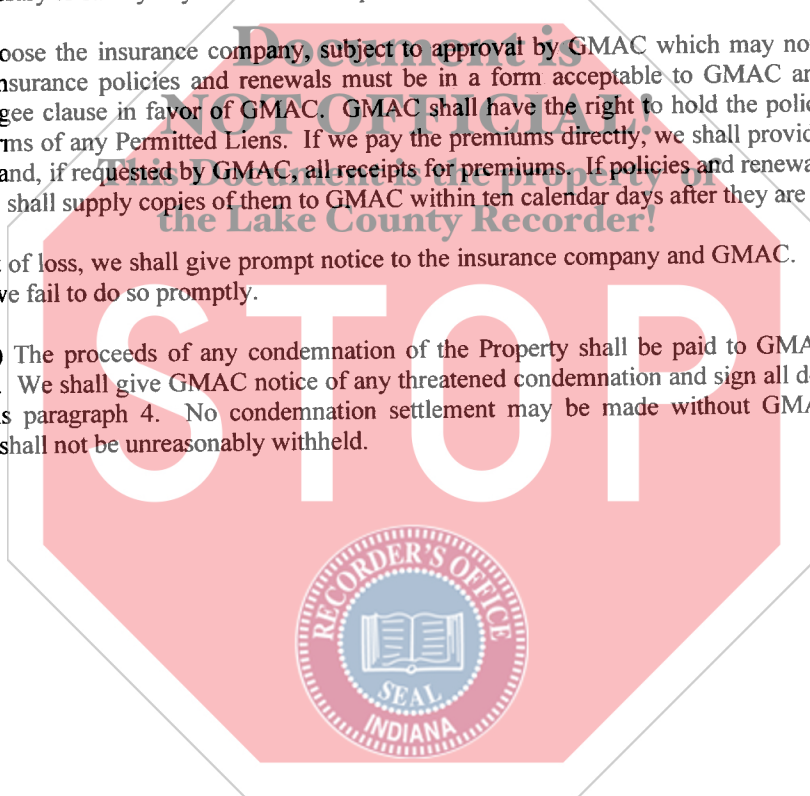 oose the insurance company, subject to approval by GMAC which may no
nsurance policies and renewals must be in a form acceptable to GMAC an
gee clause in favor of GMAC. GMAC shall have the right to hold the polic
rms of any Permitted Liens. If we pay the premiums directly, we shall provid
and, if requested by GMAC, all receipts for premiums. If policies and renewa
shall supply copies of them to GMAC within ten calendar days after they are
of loss, we shall give prompt notice to the insurance company and GMAC.
ve fail to do so promptly.
) The proceeds of any condemnation of the Property shall be paid to GMA
. We shall give GMAC notice of any threatened condemnation and sign all d
s paragraph 4. No condemnation settlement may be made without GMA
shall not be unreasonably withheld.
Document is
NOT OFFICIAL!
This Document is the property of
the Lake County Recorder!
STOP
RECORDER'S OFFICE
SEAL
INDIANA